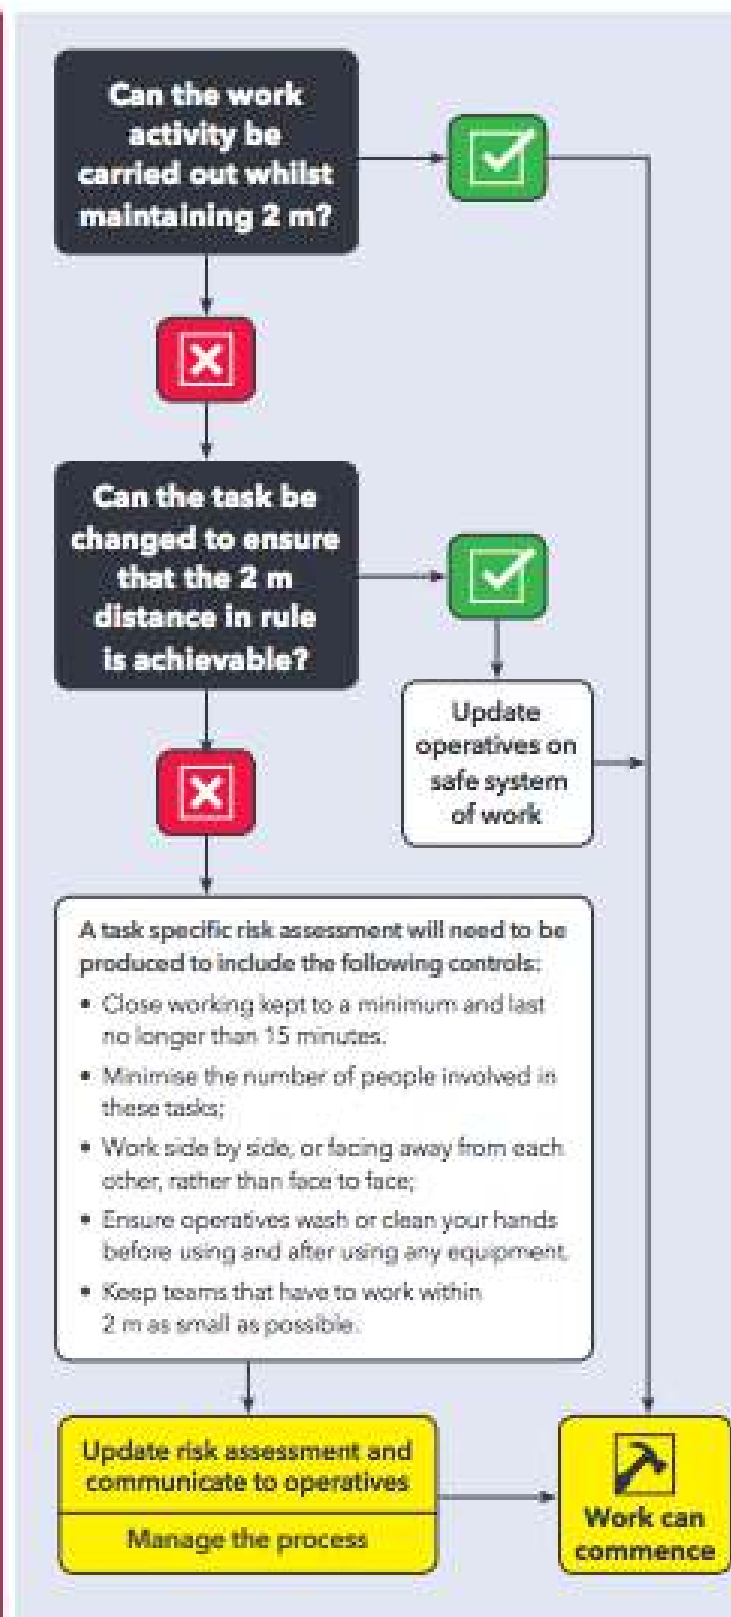 Can the work
activity be
carried out whilst
maintaining 2 m?
Can the task be
changed to ensure
that the 2 m
distance in rule
is achievable?
Update
operatives on
safe system
of work
A task specific risk assessment will need to be
produced to include the following controls:
• Close working kept to a minimum and last
no longer than 15 minutes.
• Minimise the number of people involved in
these tasks;
• Work side by side, or facing away from each
other, rather than face to face;
• Ensure operatives wash or clean your hands
before using and after using any equipment.
• Keep teams that have to work within
2 m as small as possible.
Update risk assessment and
communicate to operatives
Manage the process
Work can
commence